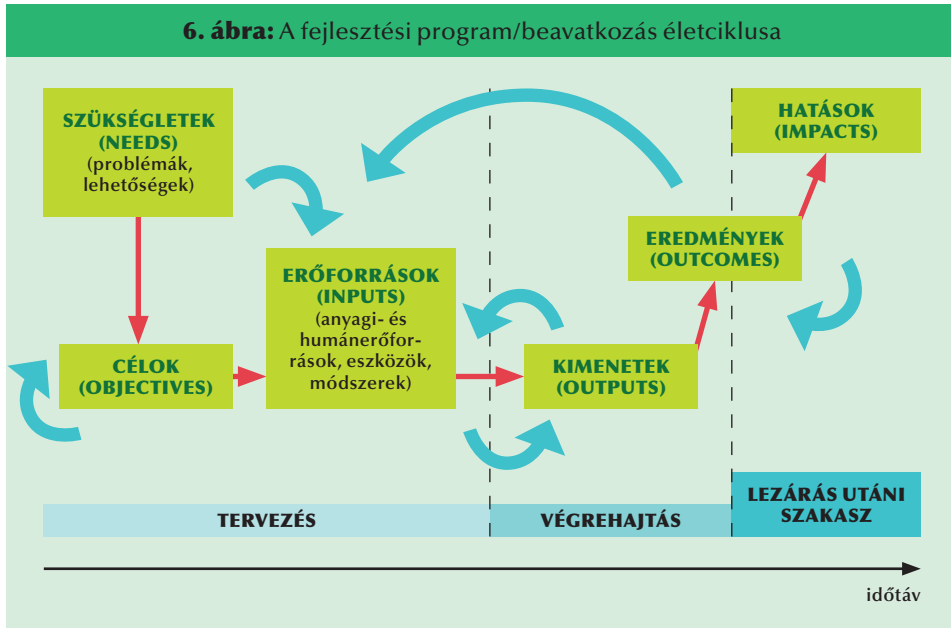 6. ábra: A fejlesztési program/beavatkozás életciklusa
SZÜKSÉGLETEK
(NEEDS)
(problémák,
lehetőségek)
CÉLOK
(OBJECTIVES)
ERŐFORRÁSOK
(INPUTS)
(anyagi- és
humánerőfor-
rások, eszközök,
módszerek)
KIMENETEK
(OUTPUTS)
EREDMÉNYEK
(OUTCOMES)
HATÁSOK
(IMPACTS)
TERVEZÉS
VÉGREHAJTÁS
LEZÁRÁS UTÁNI
SZAKASZ
időtáv